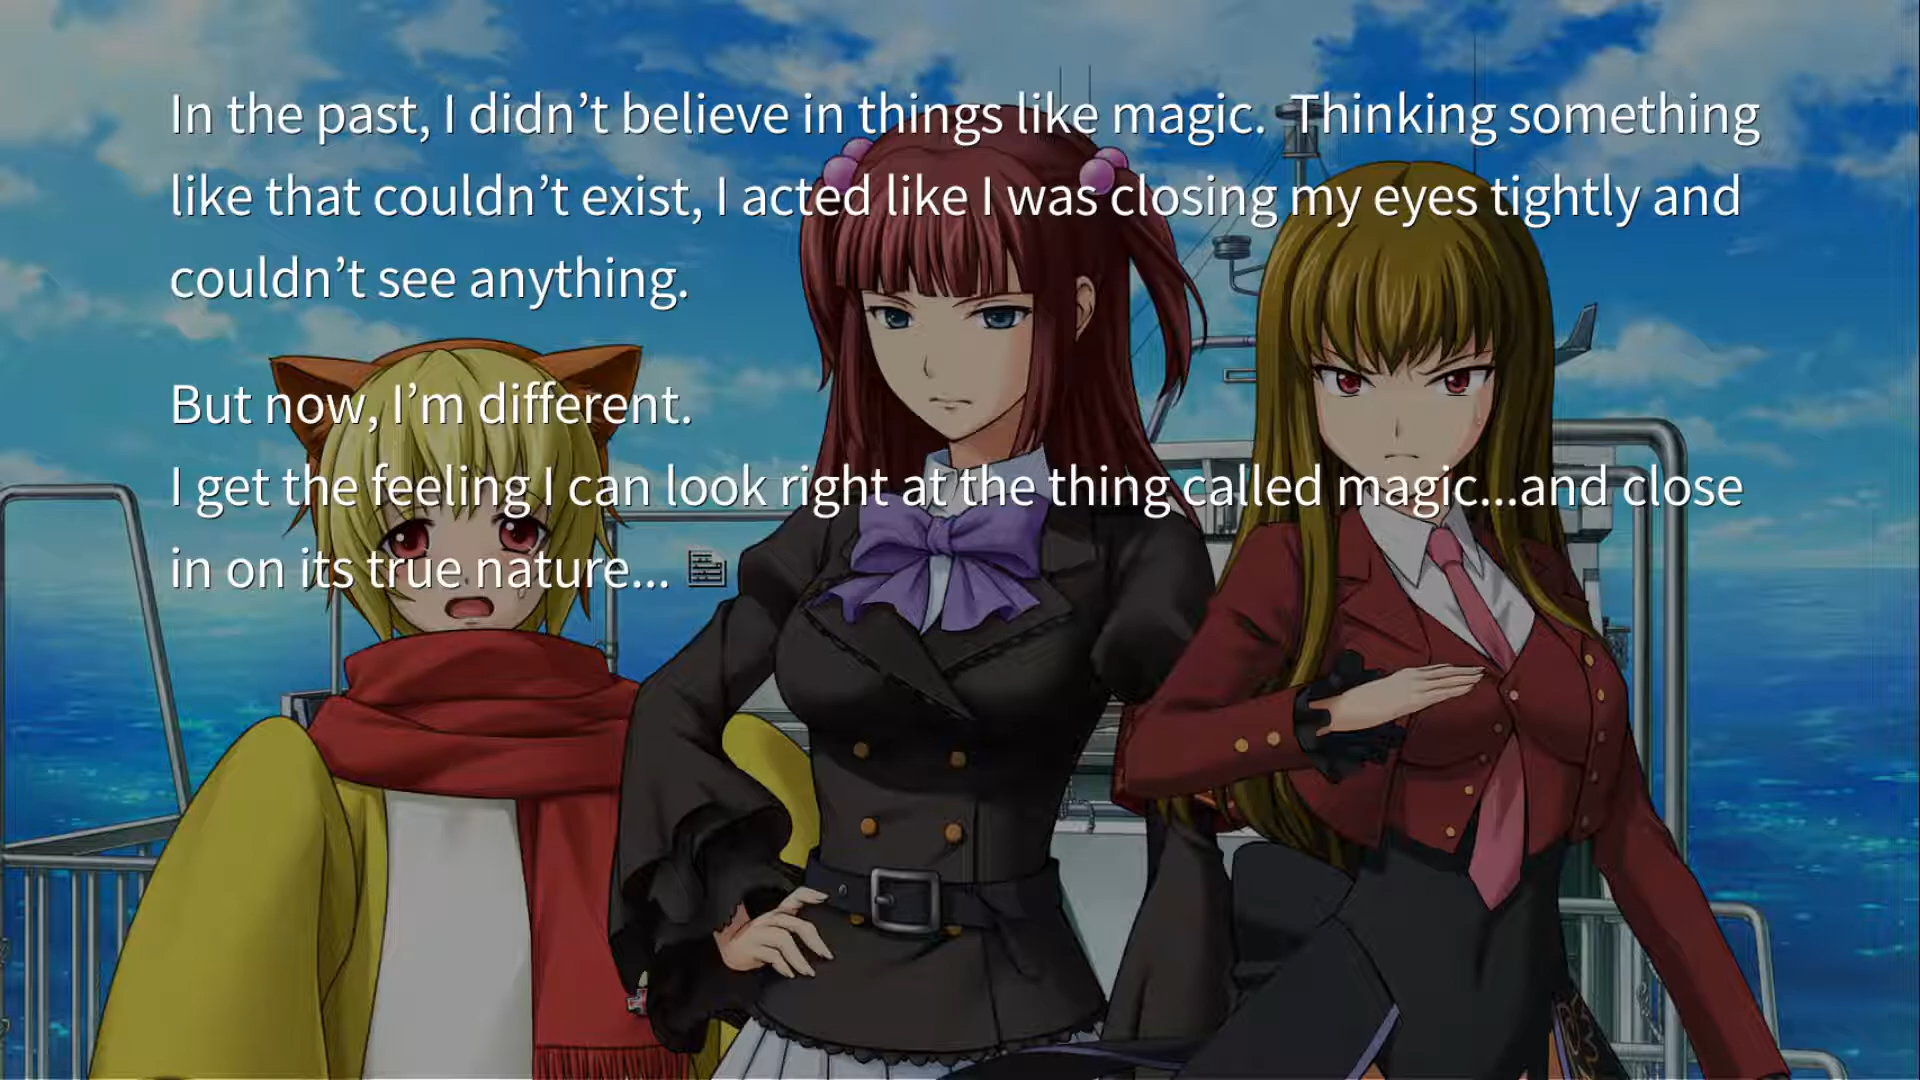 In the past, I didn’t believe in things like magic.  Thinking something
like that couldn’t exist, I acted like I was closing my eyes tightly and
couldn’t see anything.
But now, I’m different.
I get the feeling I can look right at the thing called magic...and close
in on its true nature...